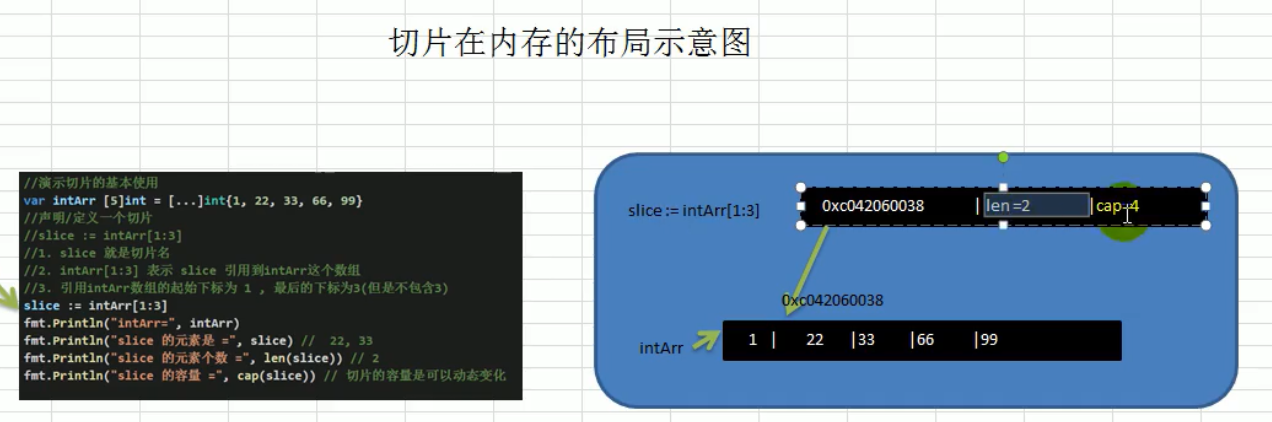 切片在内存的布局示意图
//演示切片的基本使用
var intArr [5]int = [...]int{1, 22, 33, 66, 99}
//声明/定义一个切片
//slice := intArr[1:3]
//1. slice 就是切片名
//2. intArr[1:3] 表示 slice 引用到intArr这个数组
//3. 引用intArr数组的起始下标为 1 , 最后的下标为3(但是不包含3)
slice := intArr[1:3]
fmt.Println("intArr=", intArr)
fmt.Println("slice 的元素是 =", slice) //  22, 33
fmt.Println("slice 的元素个数 =", len(slice)) // 2
fmt.Println("slice 的容量 =", cap(slice)) // 切片的容量是可以动态变化
slice := intArr[1:3]
0xc042060038 | len =2 |cap=4
0xc042060038
intArr
1 | 22 |33 |66 |99